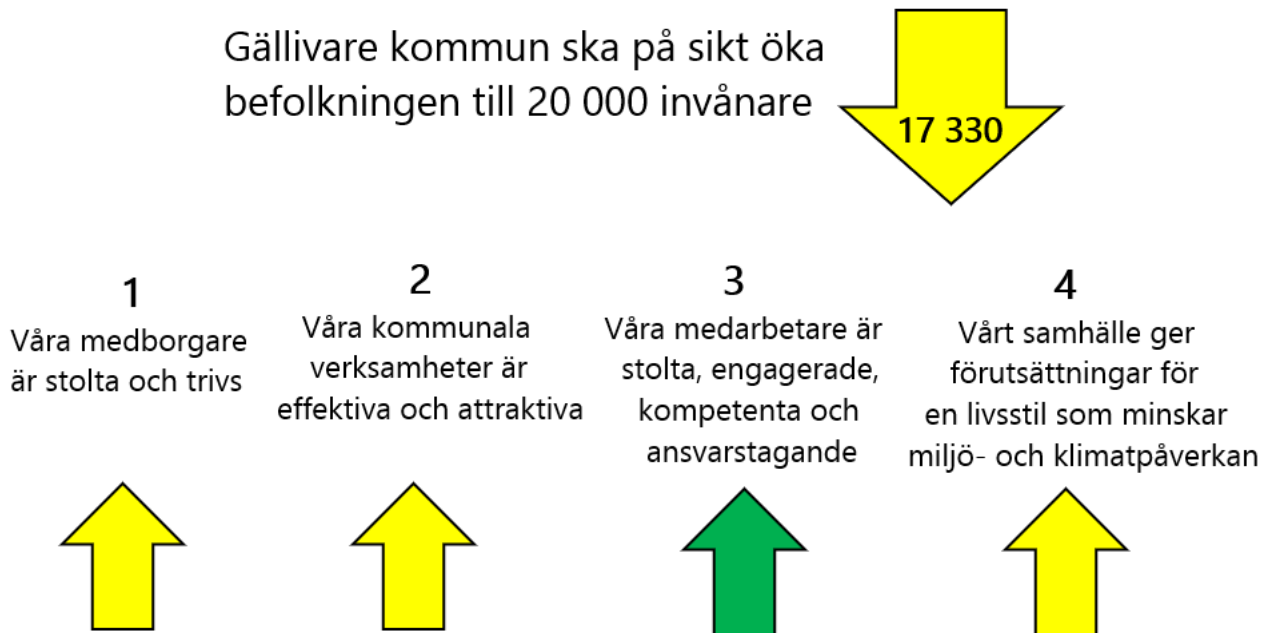 Gällivare kommun ska på sikt öka
befolkningen till 20 000 invånare
17 330
1
Våra medborgare
är stolta och trivs
2
Våra kommunala
verksamheter är
effektiva och attraktiva
3
Våra medarbetare är
stolta, engagerade,
kompetenta och
ansvarstagande
4
Vårt samhälle ger
förutsättningar för
en livsstil som minskar
miljö- och klimatpåverkan